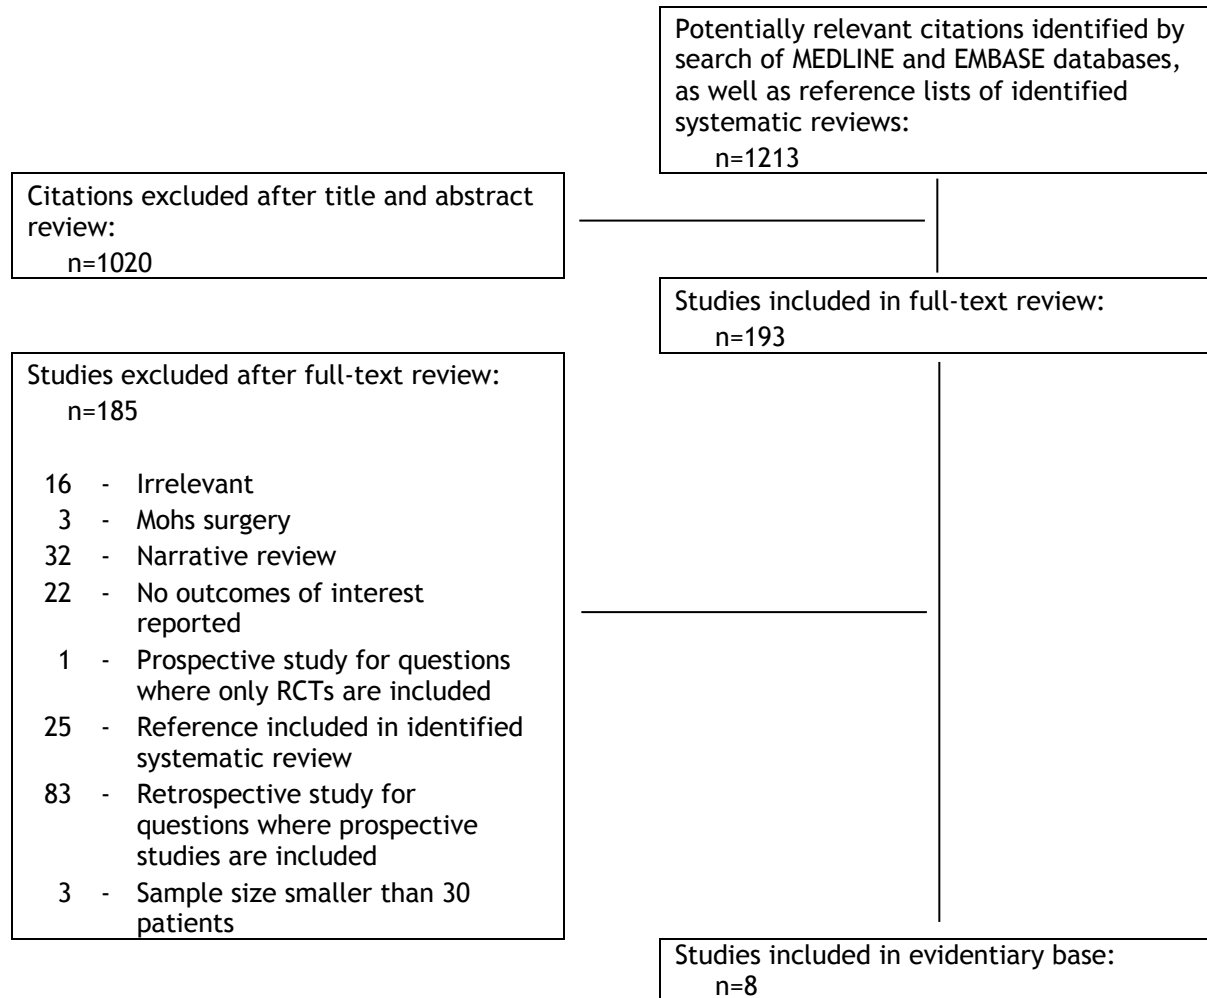 Potentially relevant citations identified by
search of MEDLINE and EMBASE databases,
as well as reference lists of identified
systematic reviews:
n=1213
Citations excluded after title and abstract
review:
n=1020
Studies included in full-text review:
n=193
Studies excluded after full-text review:
n=185
16 - Irrelevant
3 - Mohs surgery
32 - Narrative review
22 - No outcomes of interest
reported
1 - Prospective study for questions
where only RCTs are included
25 - Reference included in identified
systematic review
83 - Retrospective study for
questions where prospective
studies are included
3 - Sample size smaller than 30
patients
Studies included in evidentiary base:
n=8